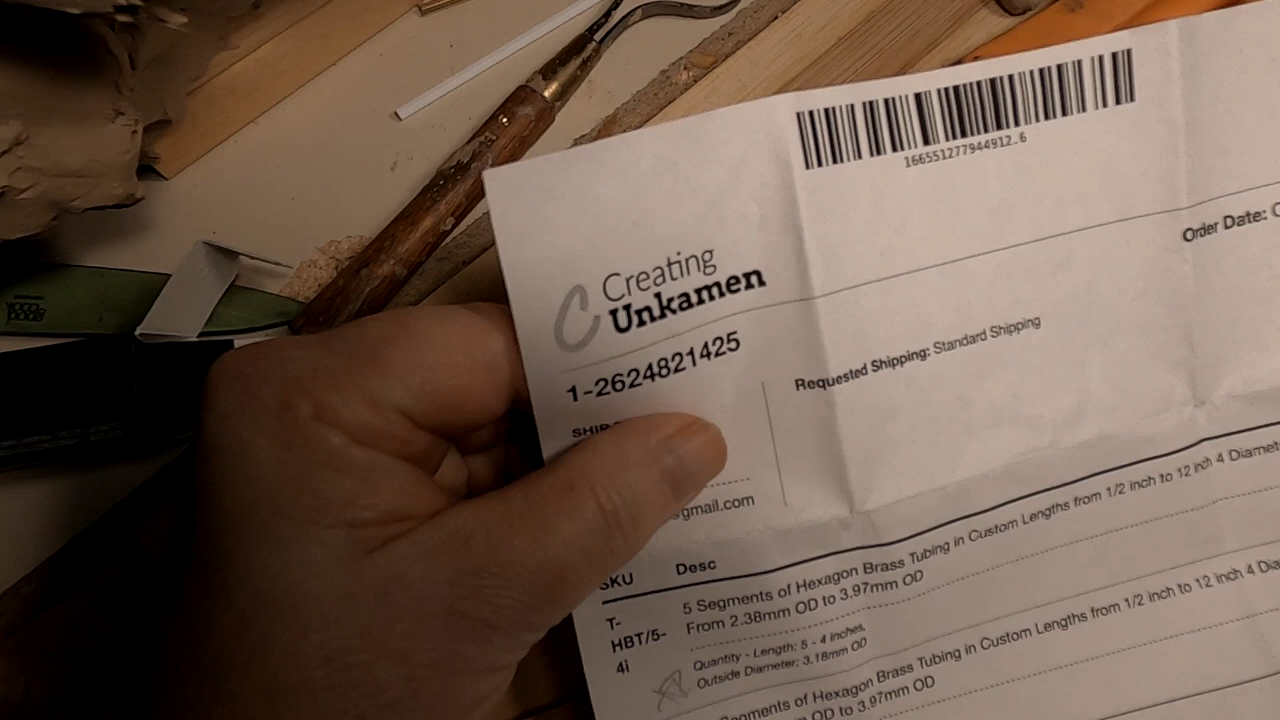 166551277944912.6
Order Date:
Creating
Unkamen
1-2624821425
Requested Shipping: Standard Shipping
SHIP
@gmail.com
SKU Desc
T-
HBT/5-
4i
5 Segments of Hexagon Brass Tubing in Custom Lengths from 1/2 inch to 12 inch 4 Diamet
From 2.38mm OD to 3.97mm OD
Quantity - Length: 5 - 4 inches,
Outside Diameter: 3.18mm OD
Segments of Hexagon Brass Tubing in Custom Lengths from 1/2 inch to 12 inch 4 Dia
OD to 3.97mm OD